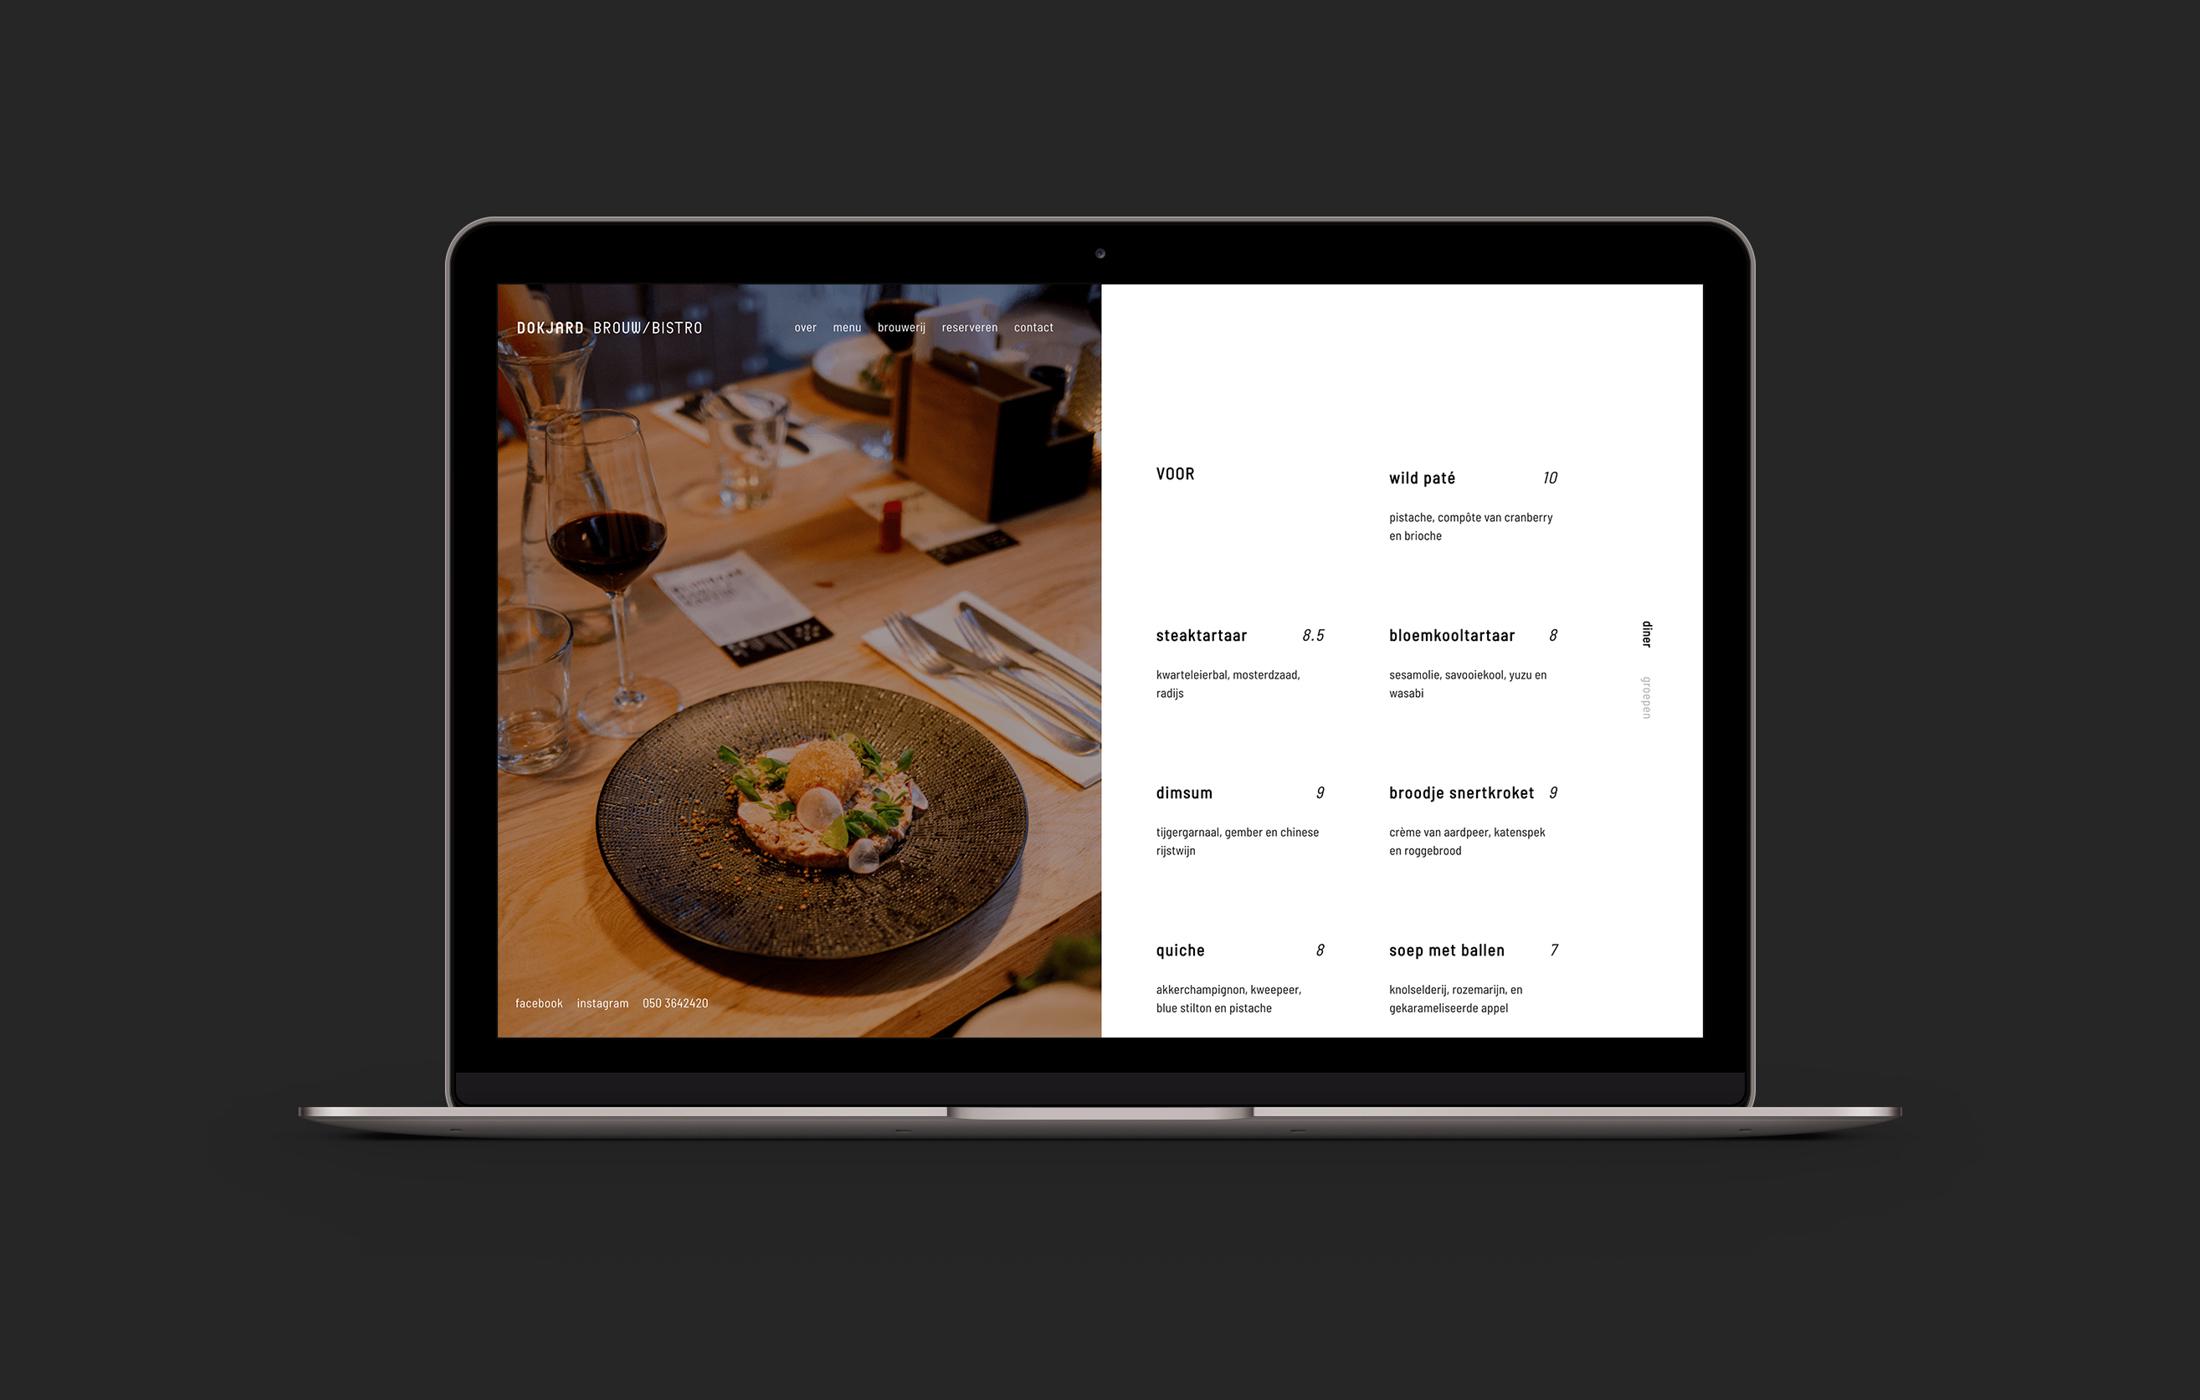 DOKJARD BROUW/BISTRO
over menu brouwerij reserveren contact
facebook instagram 050 3642420
VOOR
wild paté 10
pistache, compôte van cranberry
en brioche
steaktartaar 8.5
kwarteleierbal, mosterdzaad,
radijs
bloemkooltartaar 8
sesamolie, savooiekool, yuzu en
wasabi
dimsum 9
tijgergarnaal, gember en chinese
rijstwijn
broodje snertkroket 9
crème van aardpeer, katenspek
en roggebrood
quiche 8
akkerchampignon, kweepeer,
blue stilton en pistache
soep met ballen 7
knolselderij, rozemarijn, en
gekarameliseerde appel
diner groepen